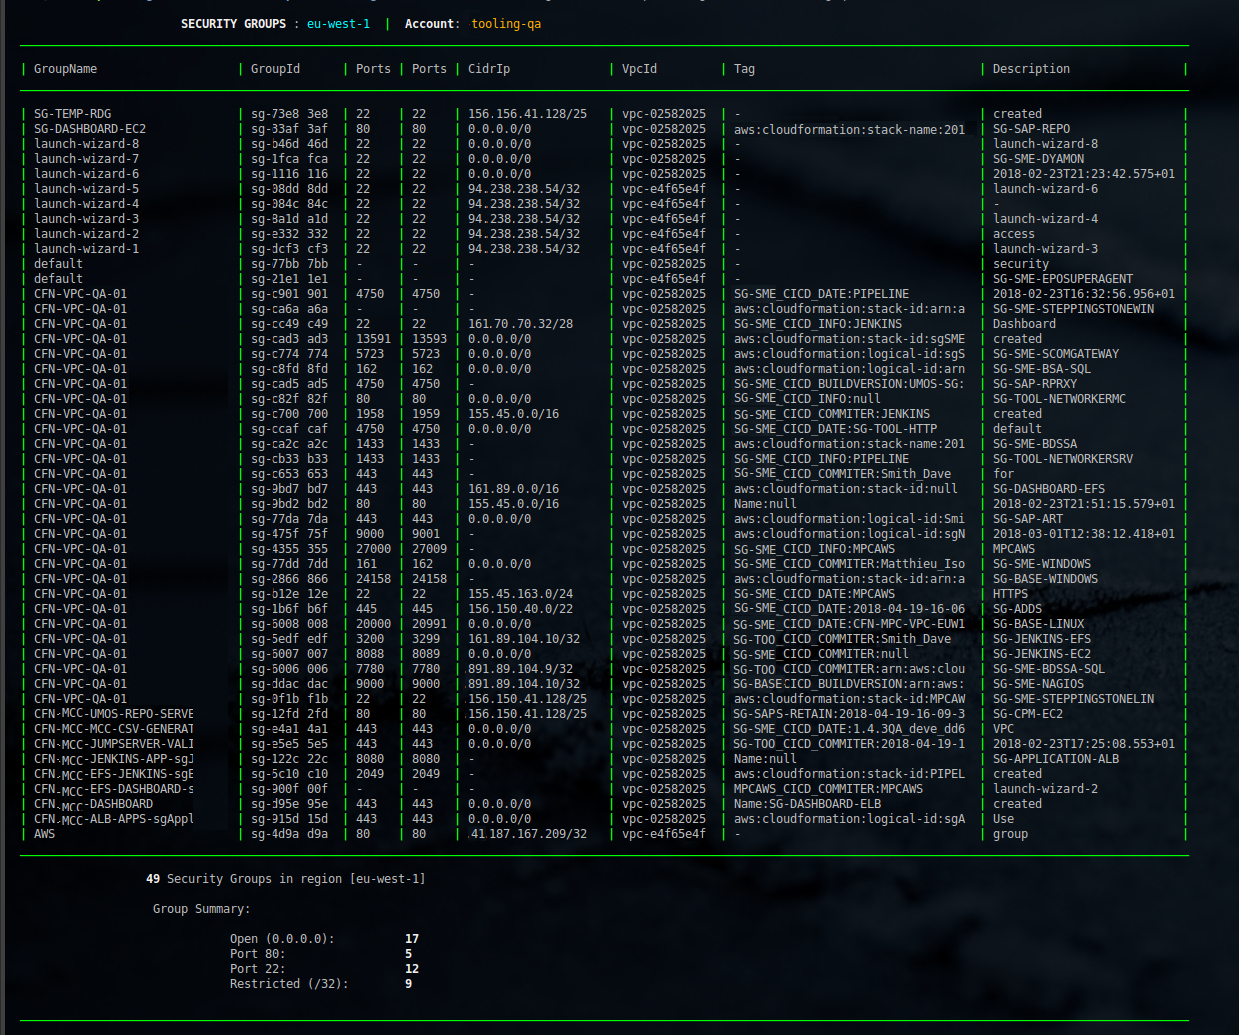 SECURITY GROUPS : eu-west-1 | Account: tooling-qa
| GroupName | GroupId | Ports | Ports | CidrIp | VpcId | Tag | Description |
| SG-TEMP-RDG | sg-73e8 3e8 | 22 | 22 | 156.156.41.128/25 | vpc-02582025 | - | created |
| SG-DASHBOARD-EC2 | sg-33af 3af | 80 | 80 | 0.0.0.0/0 | vpc-02582025 | aws:cloudformation:stack-name:201 | SG-SAP-REPO |
| launch-wizard-8 | sg-b46d 46d | 22 | 22 | 0.0.0.0/0 | vpc-02582025 | - | launch-wizard-8 |
| launch-wizard-7 | sg-1fca fca | 22 | 22 | 0.0.0.0/0 | vpc-02582025 | - | SG-SME-DYAMON |
| launch-wizard-6 | sg-1116 116 | 22 | 22 | 0.0.0.0/0 | vpc-02582025 | - | 2018-02-23T21:23:42.575+01 |
| launch-wizard-5 | sg-08dd 8dd | 22 | 22 | 94.238.238.54/32 | vpc-e4f65e4f | - | launch-wizard-6 |
| launch-wizard-4 | sg-084c 84c | 22 | 22 | 94.238.238.54/32 | vpc-e4f65e4f | - | - |
| launch-wizard-3 | sg-8a1d a1d | 22 | 22 | 94.238.238.54/32 | vpc-e4f65e4f | - | launch-wizard-4 |
| launch-wizard-2 | sg-e332 332 | 22 | 22 | 94.238.238.54/32 | vpc-e4f65e4f | - | access |
| launch-wizard-1 | sg-dcf3 cf3 | 22 | 22 | 94.238.238.54/32 | vpc-e4f65e4f | - | launch-wizard-3 |
| default | sg-77bb 7bb | - | - | - | vpc-02582025 | - | security |
| default | sg-21e1 1e1 | - | - | - | vpc-e4f65e4f | - | SG-SME-EPOSUPERAGENT |
| CFN-VPC-QA-01 | sg-c901 901 | 4750 | 4750 | - | vpc-02582025 | SG-SME_CICD_DATE:PIPELINE | 2018-02-23T16:32:56.956+01 |
| CFN-VPC-QA-01 | sg-ca6a a6a | - | - | - | vpc-02582025 | aws:cloudformation:stack-id:arn:a | SG-SME-STEPPINGSTONEWIN |
| CFN-VPC-QA-01 | sg-cc49 c49 | 22 | 22 | 161.70.70.32/28 | vpc-02582025 | SG-SME_CICD_INFO:JENKINS | Dashboard |
| CFN-VPC-QA-01 | sg-cad3 ad3 | 13591 | 13593 | 0.0.0.0/0 | vpc-02582025 | aws:cloudformation:stack-id:sgSME | created |
| CFN-VPC-QA-01 | sg-c774 774 | 5723 | 5723 | 0.0.0.0/0 | vpc-02582025 | aws:cloudformation:logical-id:sgS | SG-SME-SCOMGATEWAY |
| CFN-VPC-QA-01 | sg-c8fd 8fd | 162 | 162 | 0.0.0.0/0 | vpc-02582025 | aws:cloudformation:logical-id:arn | SG-SME-BSA-SQL |
| CFN-VPC-QA-01 | sg-cad5 ad5 | 4750 | 4750 | - | vpc-02582025 | SG-SME_CICD_BUILDVERSION:UMOS-SG: | SG-SAP-RPRXY |
| CFN-VPC-QA-01 | sg-c82f 82f | 80 | 80 | 0.0.0.0/0 | vpc-02582025 | SG-SME_CICD_INFO:null | SG-TOOL-NETWORKERMC |
| CFN-VPC-QA-01 | sg-c700 700 | 1958 | 1959 | 155.45.0.0/16 | vpc-02582025 | SG-SME_CICD_COMMITER:JENKINS | created |
| CFN-VPC-QA-01 | sg-ccaf caf | 4750 | 4750 | 0.0.0.0/0 | vpc-02582025 | SG-SME_CICD_DATE:SG-TOOL-HTTP | default |
| CFN-VPC-QA-01 | sg-ca2c a2c | 1433 | 1433 | - | vpc-02582025 | aws:cloudformation:stack-name:201 | SG-SME-BDSSA |
| CFN-VPC-QA-01 | sg-cb33 b33 | 1433 | 1433 | - | vpc-02582025 | SG-SME_CICD_INFO:PIPELINE | SG-TOOL-NETWORKERSRV |
| CFN-VPC-QA-01 | sg-c653 653 | 443 | 443 | - | vpc-02582025 | SG-SME_CICD_COMMITER:Smith_Dave | for |
| CFN-VPC-QA-01 | sg-9bd7 bd7 | 443 | 443 | 161.89.0.0/16 | vpc-02582025 | aws:cloudformation:stack-id:null | SG-DASHBOARD-EFS |
| CFN-VPC-QA-01 | sg-9bd2 bd2 | 80 | 80 | 155.45.0.0/16 | vpc-02582025 | Name:null | 2018-02-23T21:51:15.579+01 |
| CFN-VPC-QA-01 | sg-77da 7da | 443 | 443 | 0.0.0.0/0 | vpc-02582025 | aws:cloudformation:logical-id:Smi | SG-SAP-ART |
| CFN-VPC-QA-01 | sg-475f 75f | 9000 | 9001 | - | vpc-02582025 | aws:cloudformation:logical-id:sgN | 2018-03-01T12:38:12.418+01 |
| CFN-VPC-QA-01 | sg-4355 355 | 27000 | 27009 | - | vpc-02582025 | SG-SME_CICD_INFO:MPCAWS | MPCAWS |
| CFN-VPC-QA-01 | sg-77dd 7dd | 161 | 162 | 0.0.0.0/0 | vpc-02582025 | SG-SME_CICD_COMMITER:Matthieu_Iso | SG-SME-WINDOWS |
| CFN-VPC-QA-01 | sg-2866 866 | 24158 | 24158 | - | vpc-02582025 | aws:cloudformation:stack-id:arn:a | SG-BASE-WINDOWS |
| CFN-VPC-QA-01 | sg-b12e 12e | 22 | 22 | 155.45.163.0/24 | vpc-02582025 | SG-SME_CICD_DATE:MPCAWS | HTTPS |
| CFN-VPC-QA-01 | sg-1b6f b6f | 445 | 445 | 156.150.40.0/22 | vpc-02582025 | SG-SME_CICD_DATE:2018-04-19-16-06 | SG-ADDS |
| CFN-VPC-QA-01 | sg-6008 008 | 20000 | 20991 | 0.0.0.0/0 | vpc-02582025 | SG-SME_CICD_DATE:CFN-MPC-VPC-EUW1 | SG-BASE-LINUX |
| CFN-VPC-QA-01 | sg-5edf edf | 3200 | 3299 | 161.89.104.10/32 | vpc-02582025 | SG-TOO_CICD_COMMITER:Smith_Dave | SG-JENKINS-EFS |
| CFN-VPC-QA-01 | sg-5007 007 | 8088 | 8089 | 0.0.0.0/0 | vpc-02582025 | SG-SME_CICD_COMMITER:null | SG-JENKINS-EC2 |
| CFN-VPC-QA-01 | sg-5006 006 | 7780 | 7780 | 891.89.104.9/32 | vpc-02582025 | SG-TOO_CICD_COMMITER:arn:aws:clou | SG-SME-BDSSA-SQL |
| CFN-VPC-QA-01 | sg-ddac dac | 9000 | 9000 | 891.89.104.10/32 | vpc-02582025 | SG-BASECICD_BUILDVERSION:arn:aws: | SG-SME-NAGIOS |
| CFN-VPC-QA-01 | sg-0f1b f1b | 22 | 22 | 156.150.41.128/25 | vpc-02582025 | aws:cloudformation:stack-id:MPCAW | SG-SME-STEPPINGSTONELIN |
| CFN-MCC-UMOS-REPO-SERVE | sg-12fd 2fd | 80 | 80 | 156.150.41.128/25 | vpc-02582025 | SG-SAPS-RETAIN:2018-04-19-16-09-3 | SG-CPM-EC2 |
| CFN-MCC-MCC-CSV-GENERAT | sg-e4a1 4a1 | 443 | 443 | 0.0.0.0/0 | vpc-02582025 | SG-SME_CICD_DATE:1.4.3QA_deve_dd6 | VPC |
| CFN-MCC-JUMPSERVER-VALI | sg-e5e5 5e5 | 443 | 443 | 0.0.0.0/0 | vpc-02582025 | SG-TOO_CICD_COMMITER:2018-04-19-1 | 2018-02-23T17:25:08.553+01 |
| CFN-MCC-JENKINS-APP-sgJ | sg-122c 22c | 8080 | 8080 | - | vpc-02582025 | Name:null | SG-APPLICATION-ALB |
| CFN-MCC-EFS-JENKINS-sgE | sg-5c10 c10 | 2049 | 2049 | - | vpc-02582025 | aws:cloudformation:stack-id:PIPEL | created |
| CFN-MCC-EFS-DASHBOARD-s | sg-900f 00f | - | - | - | vpc-02582025 | MPCAWS_CICD_COMMITER:MPCAWS | launch-wizard-2 |
| CFN-MCC-DASHBOARD | sg-d95e 95e | 443 | 443 | 0.0.0.0/0 | vpc-02582025 | Name:SG-DASHBOARD-ELB | created |
| CFN-MCC-ALB-APPS-sgAppl | sg-915d 15d | 443 | 443 | 0.0.0.0/0 | vpc-02582025 | aws:cloudformation:logical-id:sgA | Use |
| AWS | sg-4d9a d9a | 80 | 80 | 41.187.167.209/32 | vpc-e4f65e4f | - | group |
49 Security Groups in region [eu-west-1]
Group Summary:
Open (0.0.0.0): 17
Port 80: 5
Port 22: 12
Restricted (/32): 9